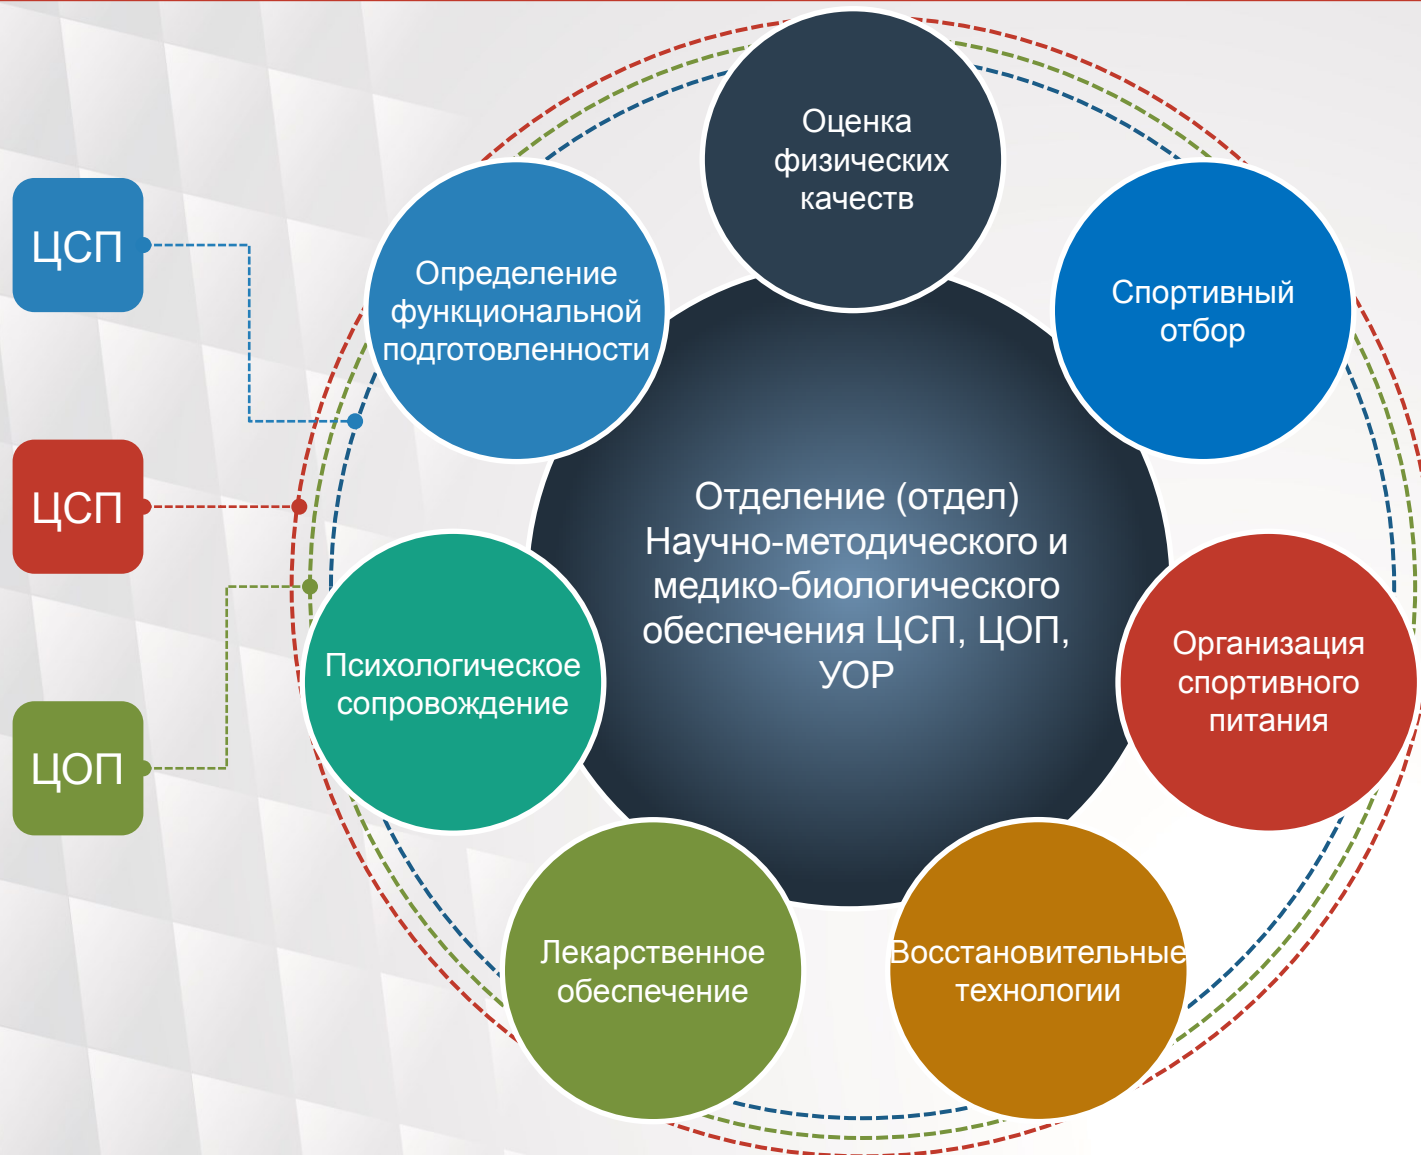 Оценка
физических
качеств
ЦСП
Определение
функциональной
подготовленности
Спортивный
отбор
ЦСП
Отделение (отдел)
Научно-методического и
медико-биологического
обеспечения ЦСП, ЦОП,
УОР
Психологическое
сопровождение
Организация
спортивного
питания
ЦОП
Лекарственное
обеспечение
Восстановительные
технологии